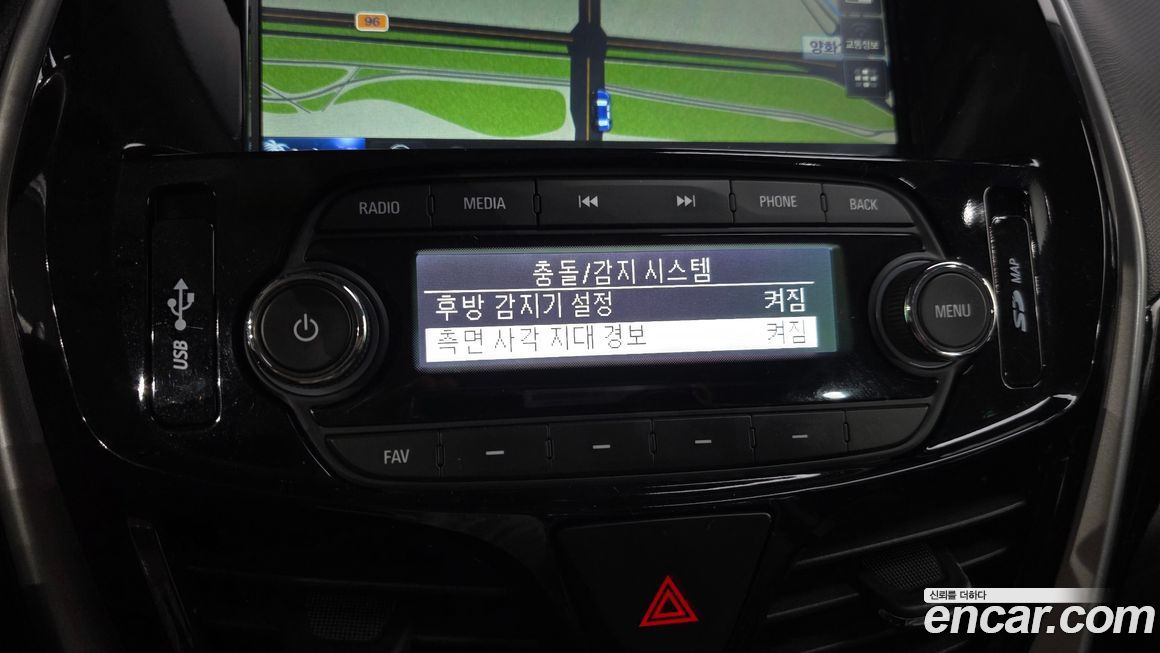 96
양화
교통정보
RADIO
MEDIA
PHONE
BACK
충돌/감지 시스템
후방 감지기 설정 켜짐
측면 사각 지대 경보 켜짐
USB
MENU
SD MAP
FAV
신뢰를 더하다
encar.com